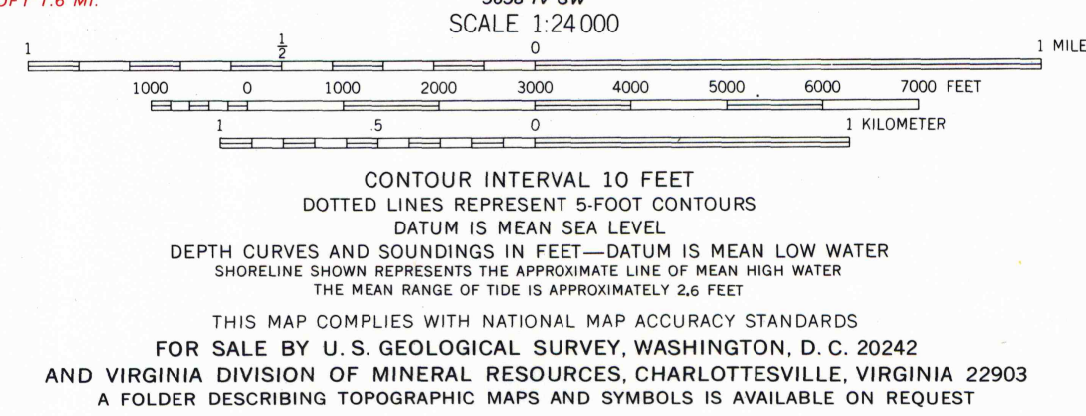 1.6 MI.
SCALE 1:24 000
1 1/2 0 1 MILE
1000 0 1000 2000 3000 4000 5000 6000 7000 FEET
1 .5 0 1 KILOMETER
CONTOUR INTERVAL 10 FEET
DOTTED LINES REPRESENT 5-FOOT CONTOURS
DATUM IS MEAN SEA LEVEL
DEPTH CURVES AND SOUNDINGS IN FEET—DATUM IS MEAN LOW WATER
SHORELINE SHOWN REPRESENTS THE APPROXIMATE LINE OF MEAN HIGH WATER
THE MEAN RANGE OF TIDE IS APPROXIMATELY 2.6 FEET
THIS MAP COMPLIES WITH NATIONAL MAP ACCURACY STANDARDS
FOR SALE BY U. S. GEOLOGICAL SURVEY, WASHINGTON, D. C. 20242
AND VIRGINIA DIVISION OF MINERAL RESOURCES, CHARLOTTESVILLE, VIRGINIA 22903
A FOLDER DESCRIBING TOPOGRAPHIC MAPS AND SYMBOLS IS AVAILABLE ON REQUEST